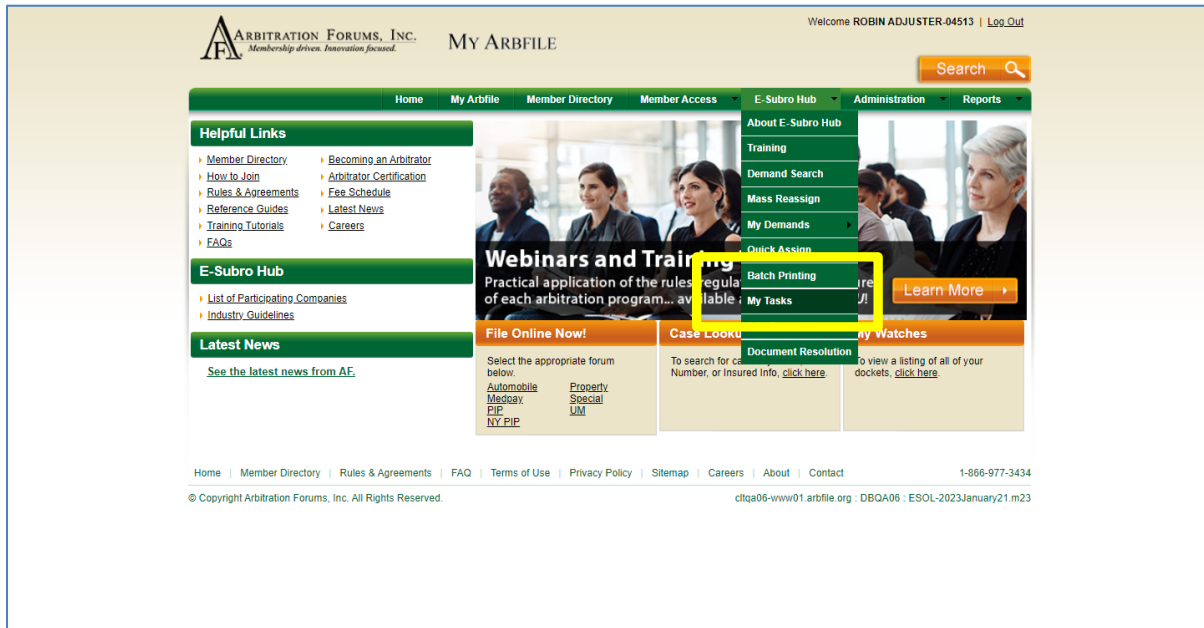 Welcome ROBIN ADJUSTER-04513 | Log Out
ARBITRATION FORUMS, INC.
Membership driven. Innovation focused.
MY ARBFILE
Search
Home My Arbfile Member Directory Member Access E-Subro Hub Administration Reports
Helpful Links
Member Directory
How to Join
Rules & Agreements
Reference Guides
Training Tutorials
FAQs
Becoming an Arbitrator
Arbitrator Certification
Fee Schedule
Latest News
Careers
E-Subro Hub
List of Participating Companies
Industry Guidelines
Latest News
See the latest news from AF.
About E-Subro Hub
Training
Demand Search
Mass Reassign
My Demands
Quick Assign
Batch Printing
My Tasks
Document Resolution
Webinars and Training
Practical application of the rules, regula
of each arbitration program... available
Learn More
File Online Now!
Select the appropriate forum
below.
Automobile
Medpay
PIP
NY PIP
Property
Special
UM
Case Looku
To search for ca
Number, or Insured Info, click here.
My Watches
To view a listing of all of your
dockets, click here.
Home | Member Directory | Rules & Agreements | FAQ | Terms of Use | Privacy Policy | Sitemap | Careers | About | Contact
1-866-977-3434
© Copyright Arbitration Forums, Inc. All Rights Reserved.
cltqa06-www01.arbfile.org : DBQA06 : ESOL-2023January21.m23